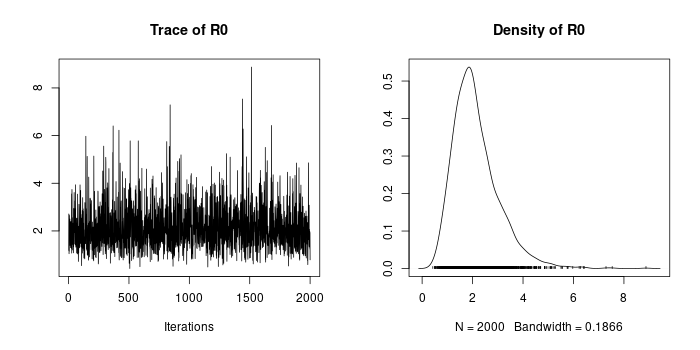 Trace of R0
8
6
4
2
0 500 1000 1500 2000
Iterations
Density of R0
0.5
0.4
0.3
0.2
0.1
0.0
0 2 4 6 8
N = 2000 Bandwidth = 0.1866